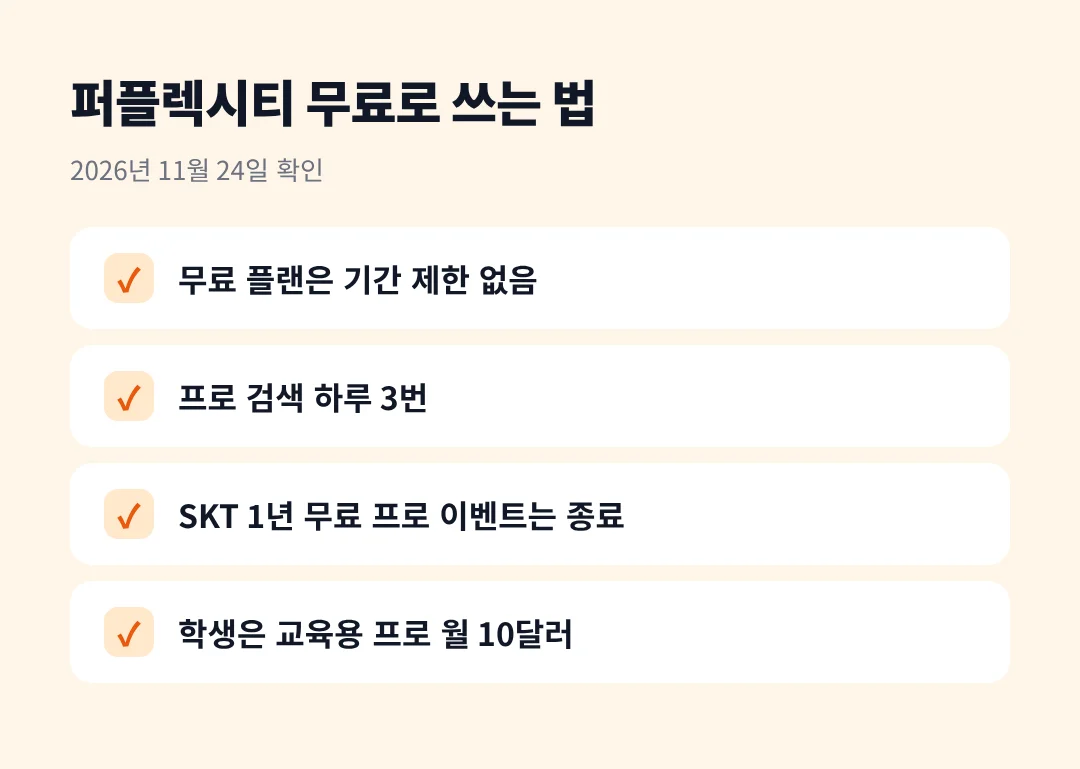 퍼플렉시티 무료로 쓰는 법
2026년 11월 24일 확인
무료 플랜은 기간 제한 없음
프로 검색 하루 3번
SKT 1년 무료 프로 이벤트는 종료
학생은 교육용 프로 월 10달러